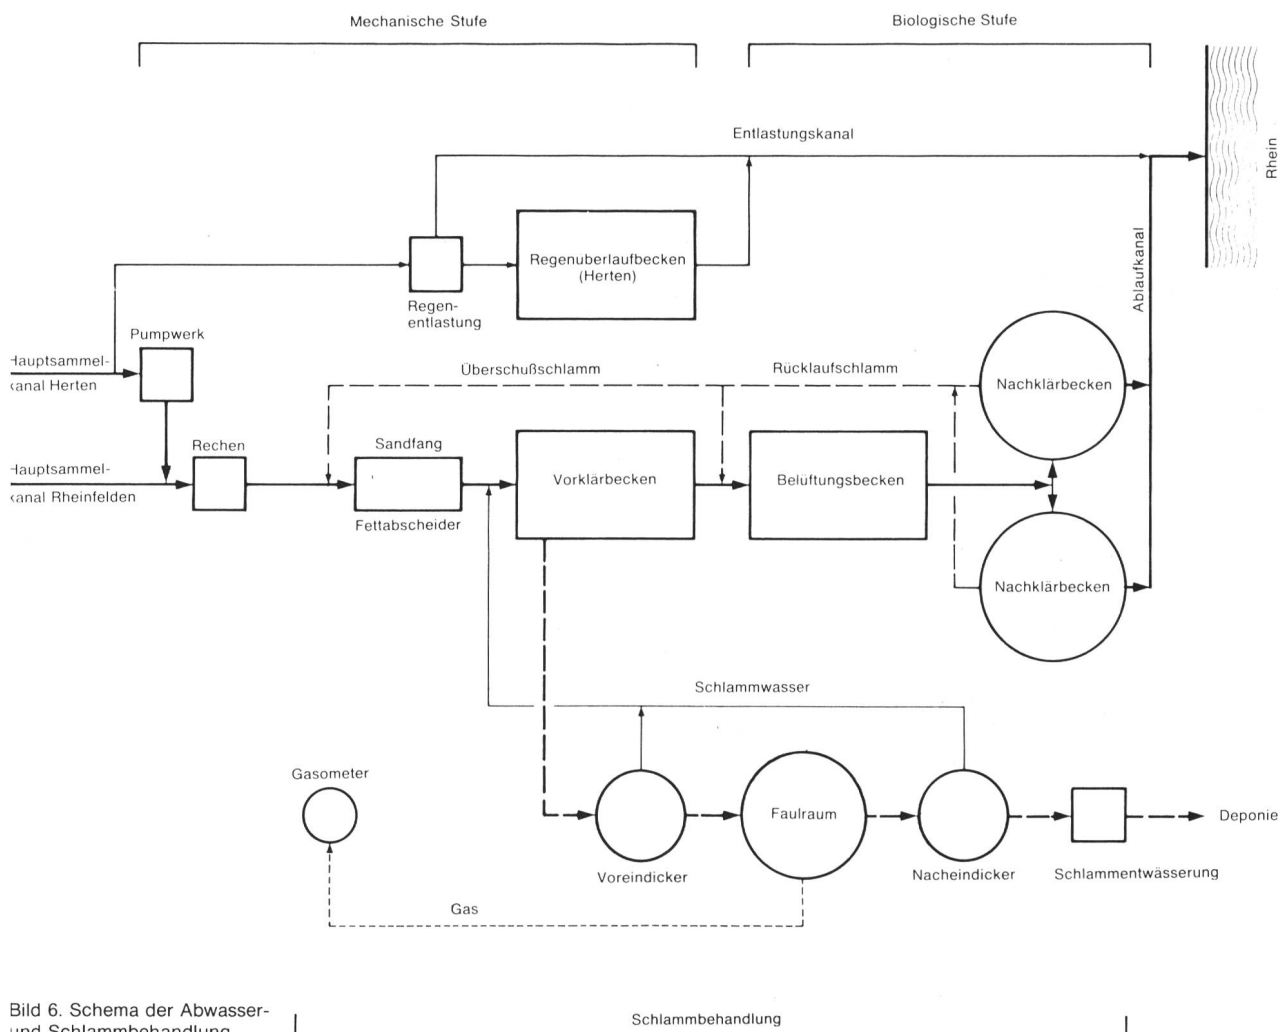 Mechanische Stufe
Biologische Stufe
Entlastungskanal
Rhein
Regenuberlaufbecken
(Herten)
Ablaufkanal
Regen-
entlastung
Pumpwerk
Hauptsammel-
kanal Herten
Überschußschlamm
Rücklaufschlamm
Nachklärbecken
Rechen
Sandfang
Hauptsammel-
kanal Rheinfelden
Vorklärbecken
Belüftungsbecken
Fettabscheider
Nachklärbecken
Schlammwasser
Gasometer
Faulraum
Deponie
Voreindicker
Nacheindicker
Schlammentwässerung
Gas
Bild 6. Schema der Abwasser-
und Schlammbehandlung
Schlammbehandlung